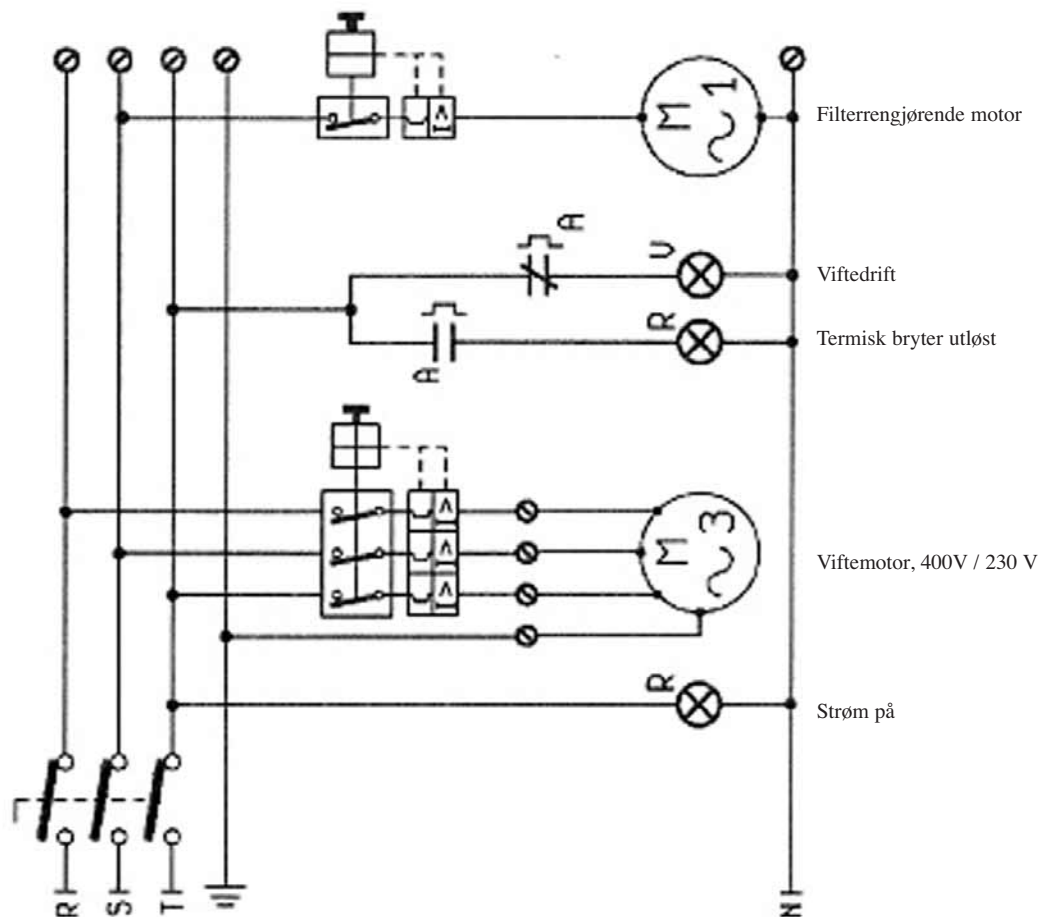 M 1
Filterrengjørende motor
A
V
Viftedrift
R
Termisk bryter utløst
A
M 3
Viftemotor, 400V / 230 V
R
Strøm på
R
S
T
N